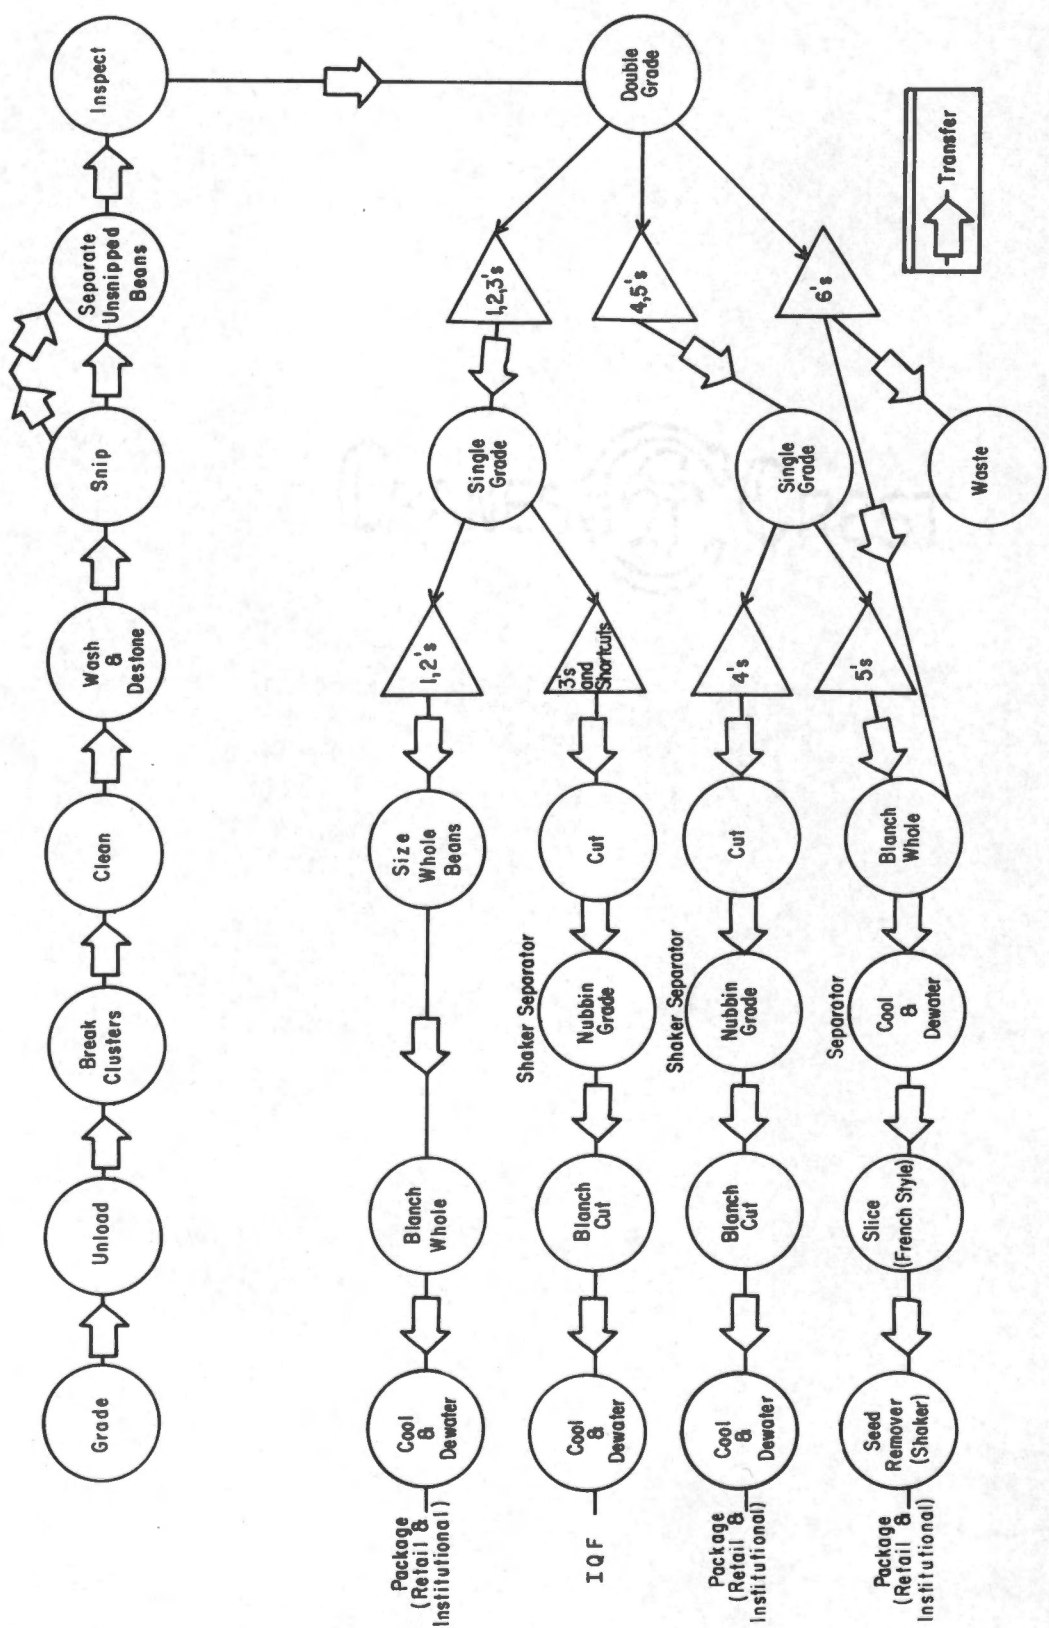 Grade
Unload
Break
Clusters
Clean
Wash
&
Destone
Snip
Separate
Unsnipped
Beans
Inspect
Double
Grade
1,2,3's
4,5's
6's
Single
Grade
Single
Grade
Waste
1,2's
3's
and
Shortcuts
4's
5's
Size
Whole
Beans
Blanch
Whole
Cool
&
Dewater
Package
(Retail &
Institutional)
Cut
Shaker Separator
Nubbin
Grade
Blanch
Cut
Cool
&
Dewater
IQF
Cut
Shaker Separator
Nubbin
Grade
Blanch
Cut
Cool
&
Dewater
Package
(Retail &
Institutional)
Blanch
Whole
Separator
Cool
&
Dewater
Slice
(French Style)
Seed
Remover
(Shaker)
Package
(Retail &
Institutional)
Transfer